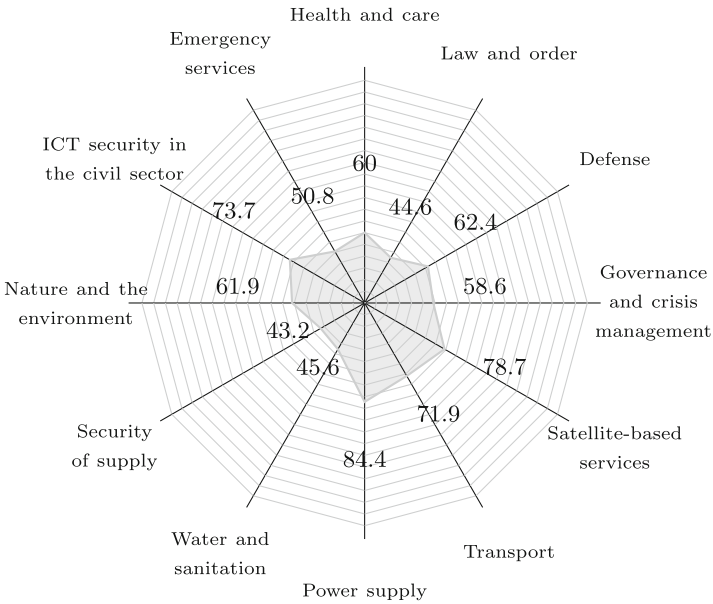 Health and care
Emergency
services
Law and order
ICT security in
the civil sector
Defense
60
50.8
44.6
73.7
62.4
Nature and the
environment
61.9
58.6
Governance
and crisis
management
43.2
45.6
78.7
71.9
Security
of supply
84.4
Satellite-based
services
Water and
sanitation
Transport
Power supply